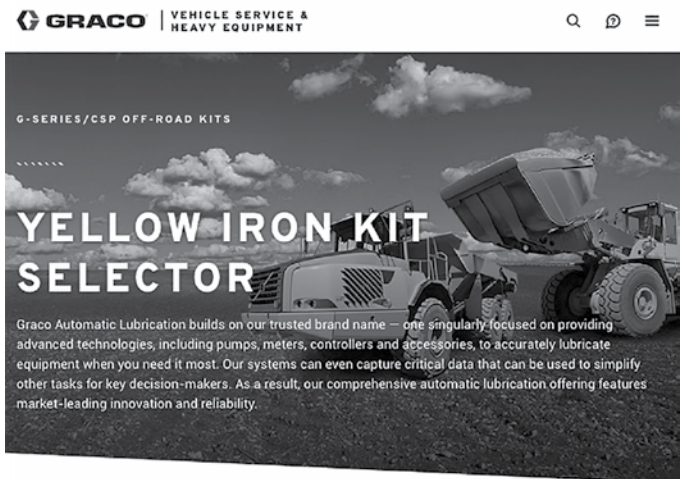 GRACO
VEHICLE SERVICE &
HEAVY EQUIPMENT
G-SERIES/CSP OFF-ROAD KITS
YELLOW IRON KIT
SELECTOR
Graco Automatic Lubrication builds on our trusted brand name — one singularly focused on providing
advanced technologies, including pumps, meters, controllers and accessories, to accurately lubricate
equipment when you need it most. Our systems can even capture critical data that can be used to simplify
other tasks for key decision-makers. As a result, our comprehensive automatic lubrication offering features
market-leading innovation and reliability.